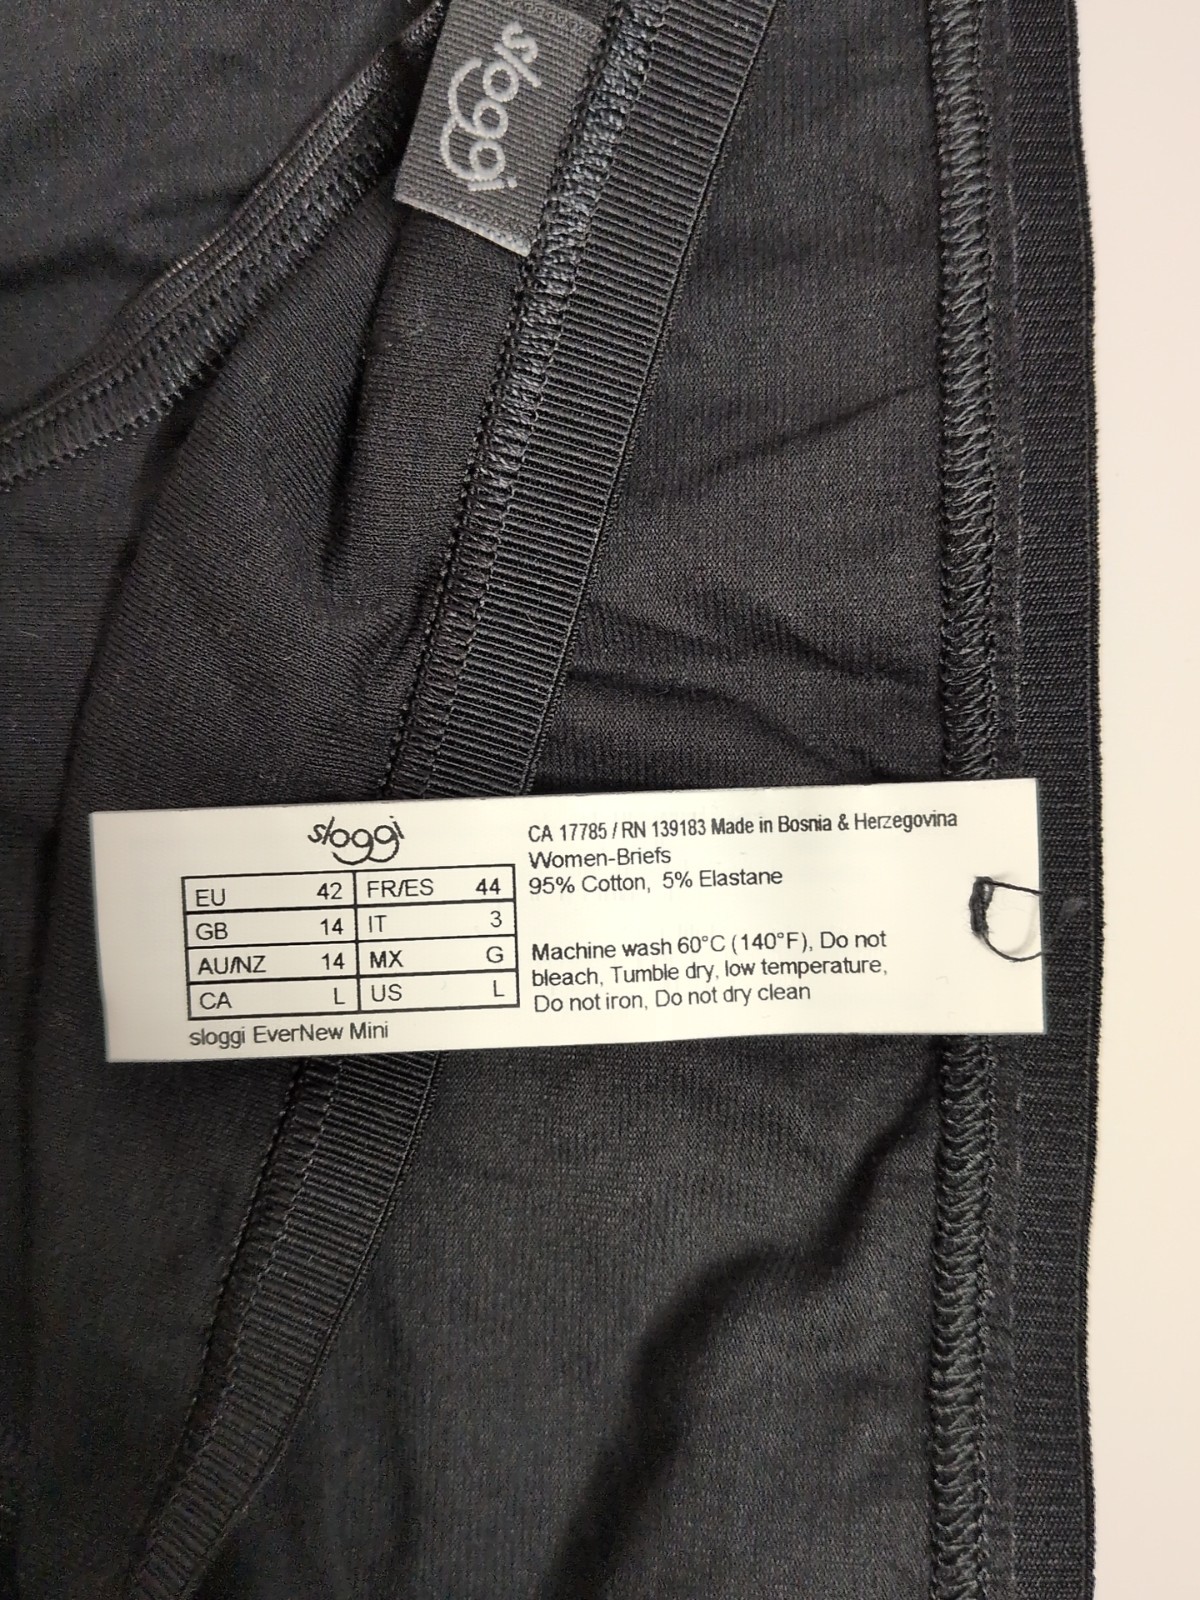 sloggi
sloggi
EU 42 FR/ES 44
GB 14 IT 3
AU/NZ 14 MX G
CA L US L
sloggi EverNew Mini
CA 17785 / RN 139183 Made in Bosnia & Herzegovina
Women-Briefs
95% Cotton, 5% Elastane
Machine wash 60°C (140°F), Do not
bleach, Tumble dry, low temperature,
Do not iron, Do not dry clean